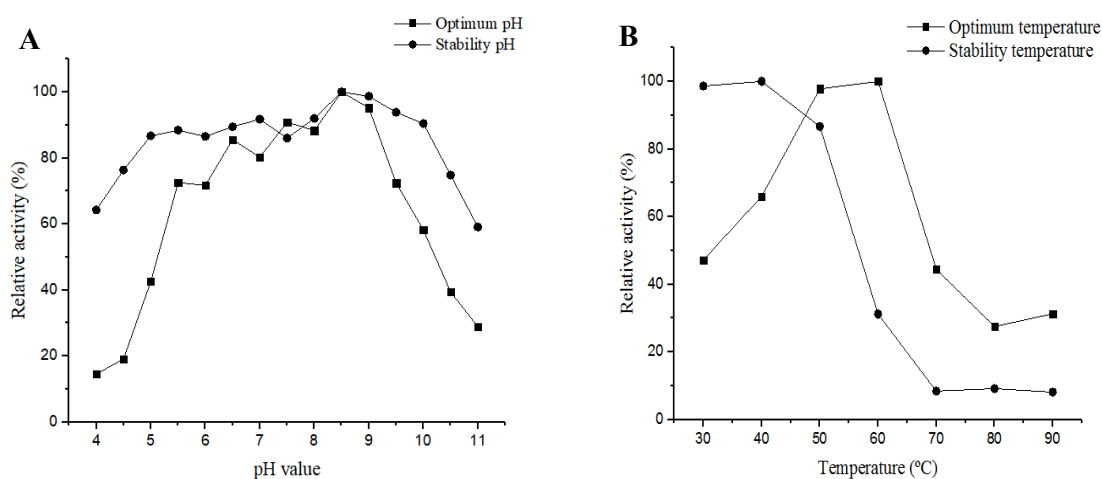 A
Optimum pH
Stability pH
Relative activity (%)
100
80
60
40
20
0
4 5 6 7 8 9 10 11
pH value
B
Optimum temperature
Stability temperature
Relative activity (%)
100
80
60
40
20
0
30 40 50 60 70 80 90
Temperature (ºC)